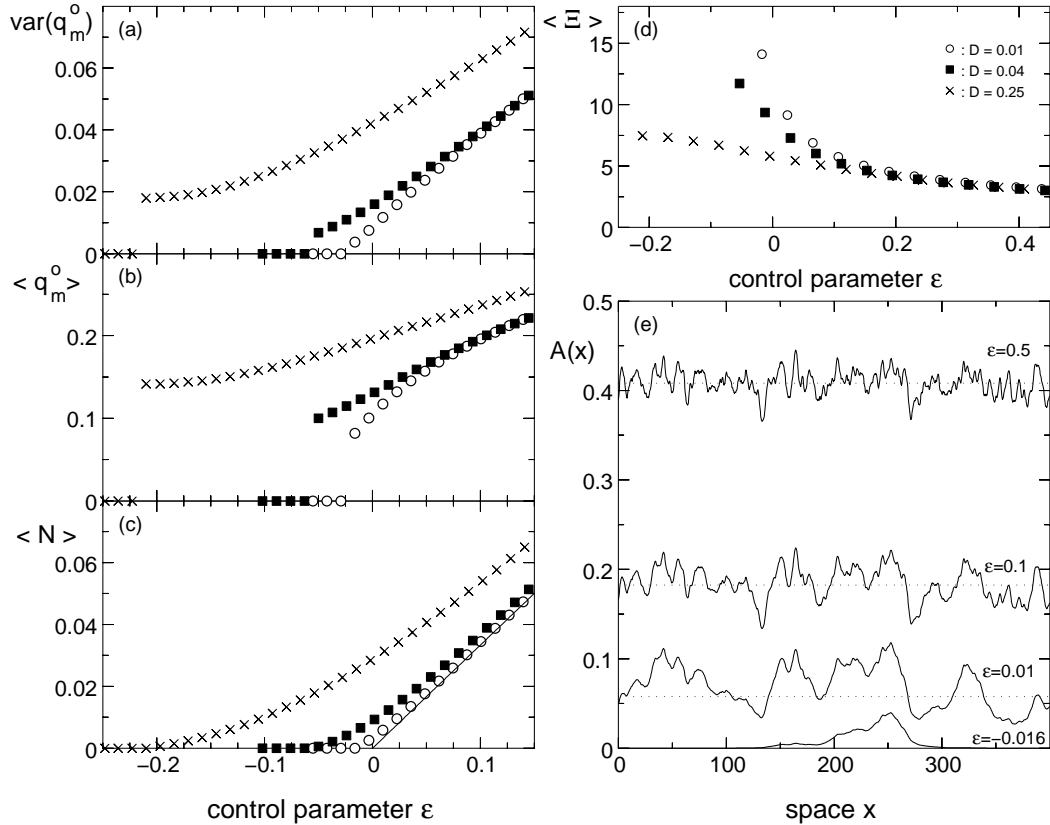 var(q_m^o)
(a)
0.06
0.04
0.02
0
< q_m^o >
(b)
0.2
0.1
0
< N >
(c)
0.06
0.04
0.02
0
−0.2
−0.1
0
0.1
control parameter ε
< Ξ >
(d)
15
10
5
0
○ : D = 0.01
■ : D = 0.04
× : D = 0.25
−0.2
0
0.2
0.4
control parameter ε
0.5
(e)
A(x)
ε=0.5
0.4
0.3
0.2
ε=0.1
0.1
ε=0.01
ε=−0.016
0
0
100
200
300
space x